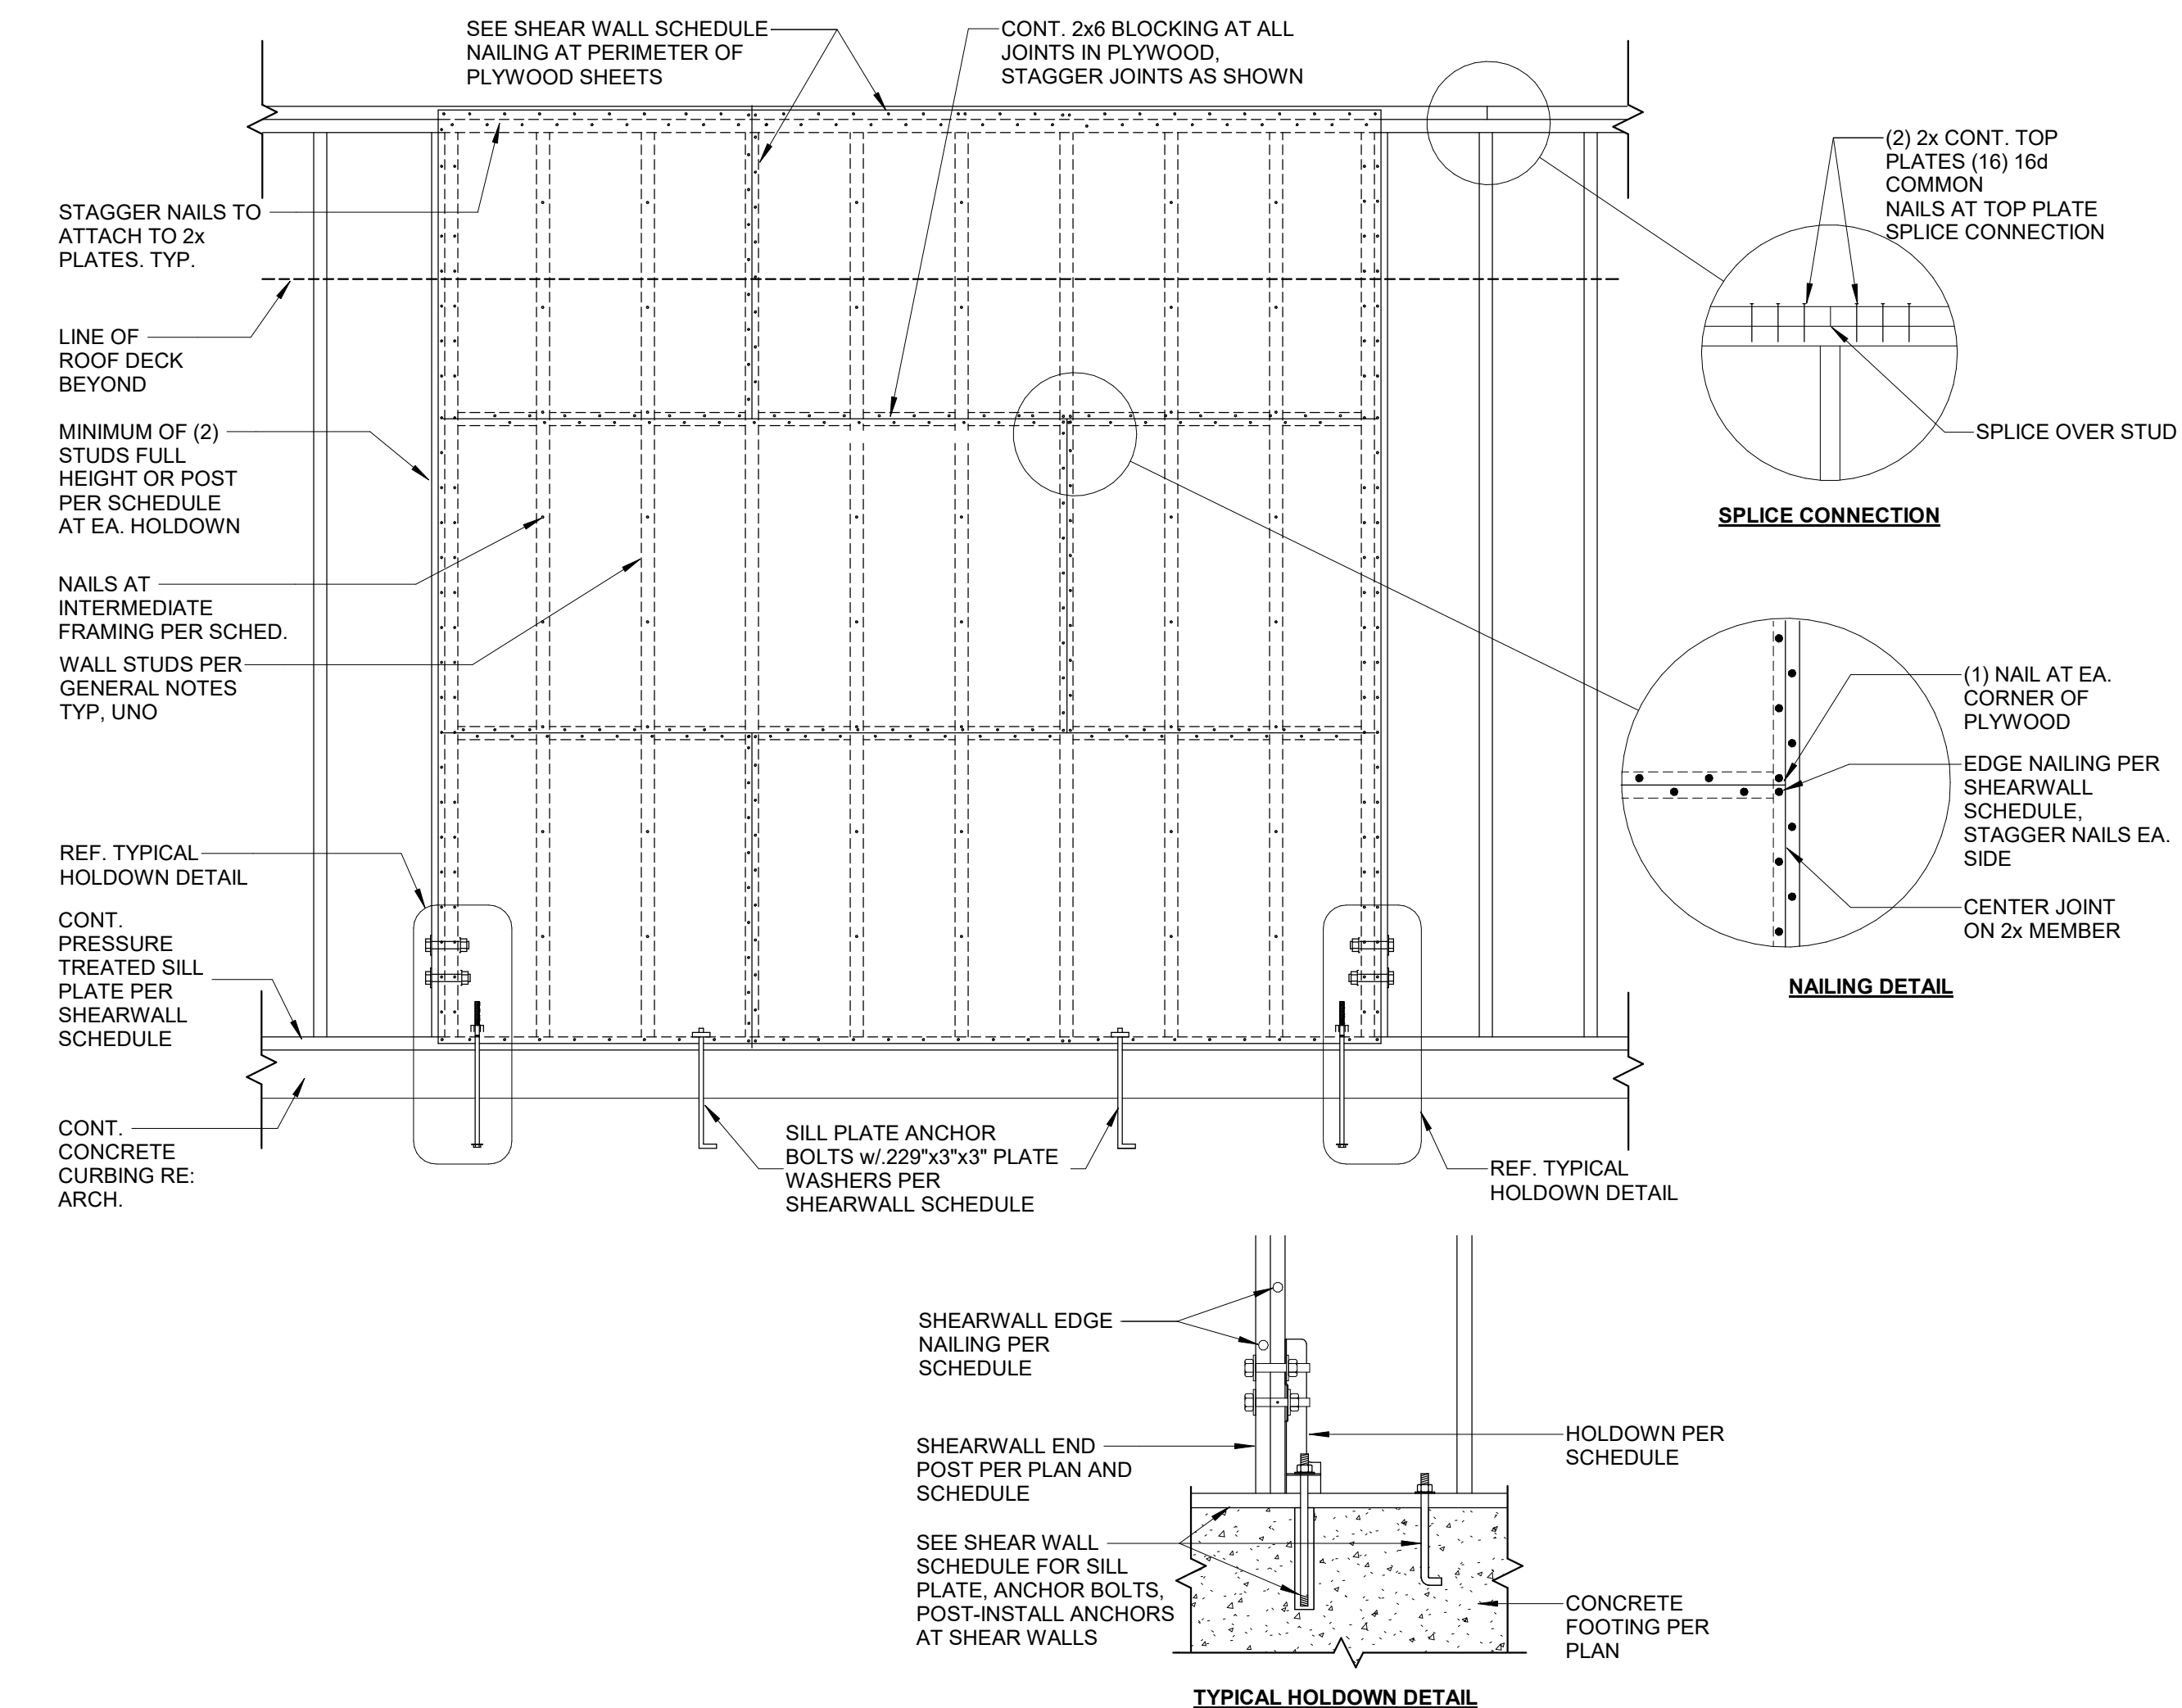 SEE SHEAR WALL SCHEDULE
NAILING AT PERIMETER OF
PLYWOOD SHEETS
CONT. 2x6 BLOCKING AT ALL
JOINTS IN PLYWOOD,
STAGGER JOINTS AS SHOWN
(2) 2x CONT. TOP
PLATES (16) 16d
COMMON
NAILS AT TOP PLATE
SPLICE CONNECTION
SPLICE OVER STUD
SPLICE CONNECTION
STAGGER NAILS TO
ATTACH TO 2x
PLATES. TYP.
LINE OF
ROOF DECK
BEYOND
MINIMUM OF (2)
STUDS FULL
HEIGHT OR POST
PER SCHEDULE
AT EA. HOLDOWN
NAILS AT
INTERMEDIATE
FRAMING PER SCHED.
WALL STUDS PER
GENERAL NOTES
TYP, UNO
(1) NAIL AT EA.
CORNER OF
PLYWOOD
EDGE NAILING PER
SHEARWALL
SCHEDULE,
STAGGER NAILS EA.
SIDE
CENTER JOINT
ON 2x MEMBER
NAILING DETAIL
REF. TYPICAL
HOLDOWN DETAIL
CONT.
PRESSURE
TREATED SILL
PLATE PER
SHEARWALL
SCHEDULE
CONT.
CONCRETE
CURBING RE:
ARCH.
SILL PLATE ANCHOR
BOLTS w/.229"x3"x3" PLATE
WASHERS PER
SHEARWALL SCHEDULE
REF. TYPICAL
HOLDOWN DETAIL
SHEARWALL EDGE
NAILING PER
SCHEDULE
SHEARWALL END
POST PER PLAN AND
SCHEDULE
SEE SHEAR WALL
SCHEDULE FOR SILL
PLATE, ANCHOR BOLTS,
POST-INSTALL ANCHORS
AT SHEAR WALLS
HOLDOWN PER
SCHEDULE
CONCRETE
FOOTING PER
PLAN
TYPICAL HOLDOWN DETAIL